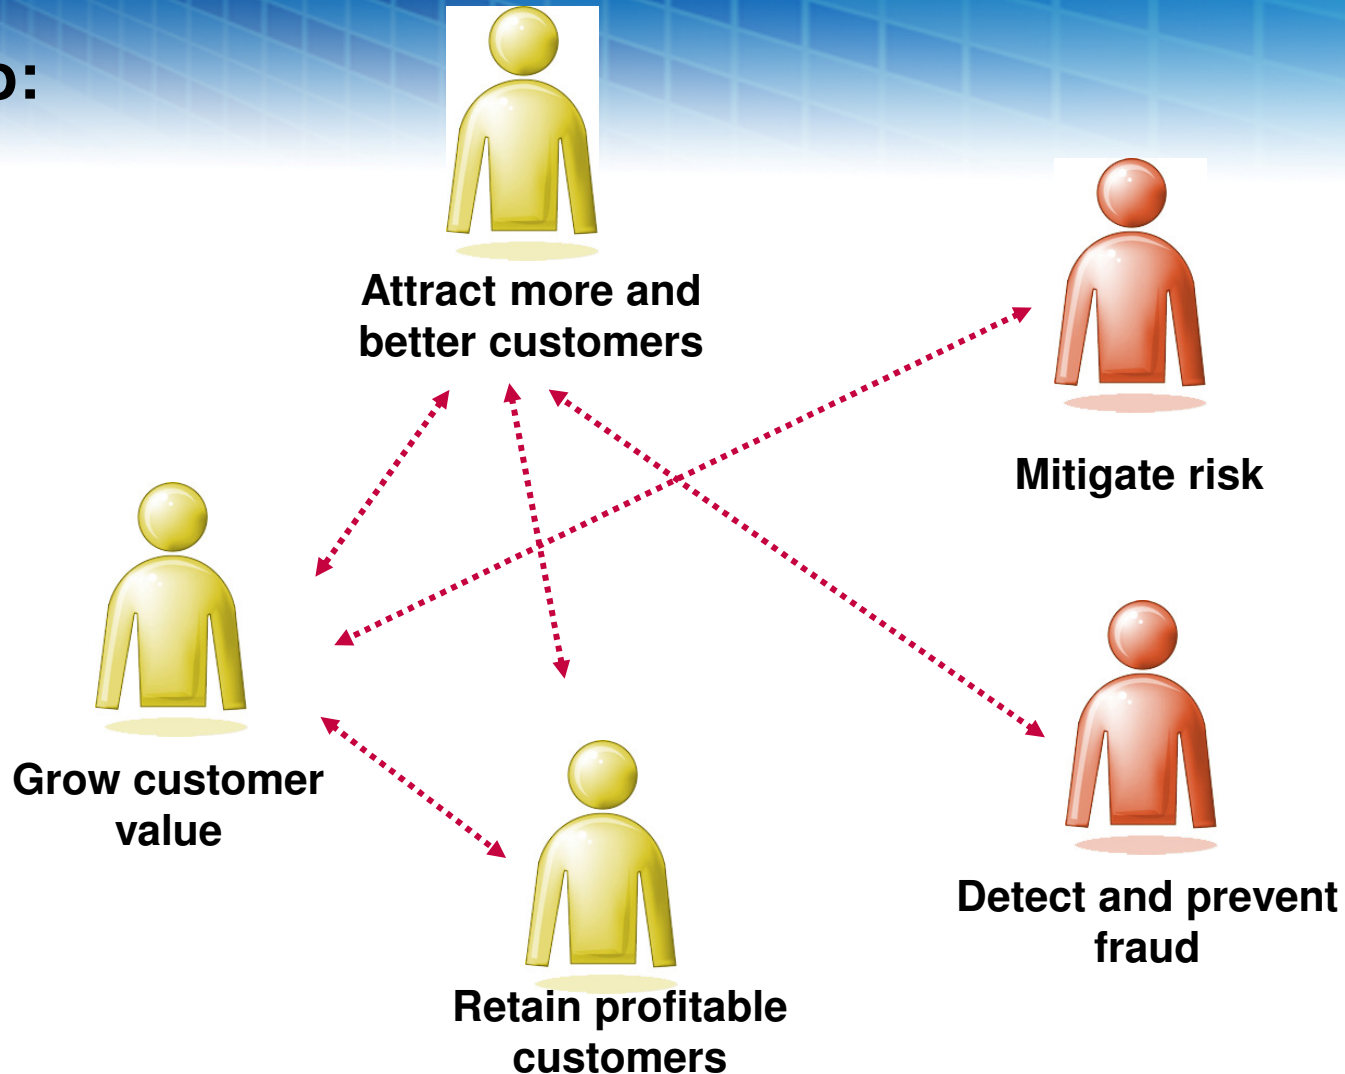 o:
Attract more and
better customers
Mitigate risk
Grow customer
value
Detect and prevent
fraud
Retain profitable
customers